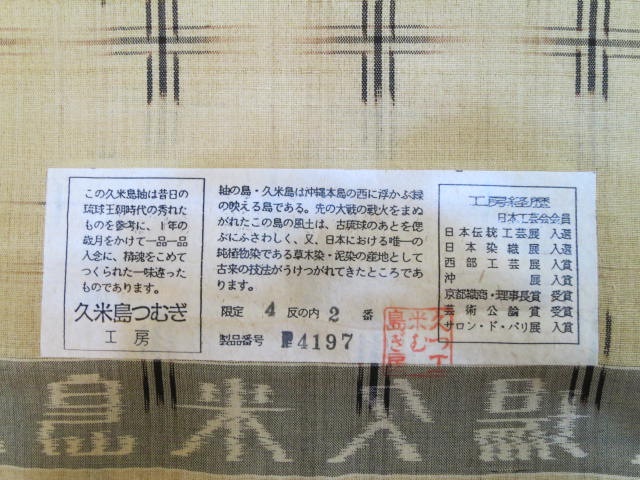 この久米島紬は昔日の
琉球王朝時代の秀れた
ものを参考に、1年の
歳月をかけて一品一品
入念に、精魂をこめて
つくられた一味違った
ものであります。
久米島つむぎ
工房
紬の島・久米島は沖縄本島の西に浮かぶ緑
の映える島である。先の大戦の戦火をまぬ
がれたこの島の風土は、古琉球のあとを偲
ぶにふさわしく、又、日本における唯一の
純植物染である草木染・泥染の産地として
古来の技法がうけつがれてきたところであ
ります。
限定 4 反の内 2 番
製品番号 4197
工房経歴
日本工芸会会員
日本伝統工芸展 入選
日本染織展 入選
西部工芸展 入賞
沖展 入賞
京都織商・理事長賞 受賞
芸術公論賞 受賞
サロン・ド・パリ展 入賞
久米島
つむぎ
工房
島米久